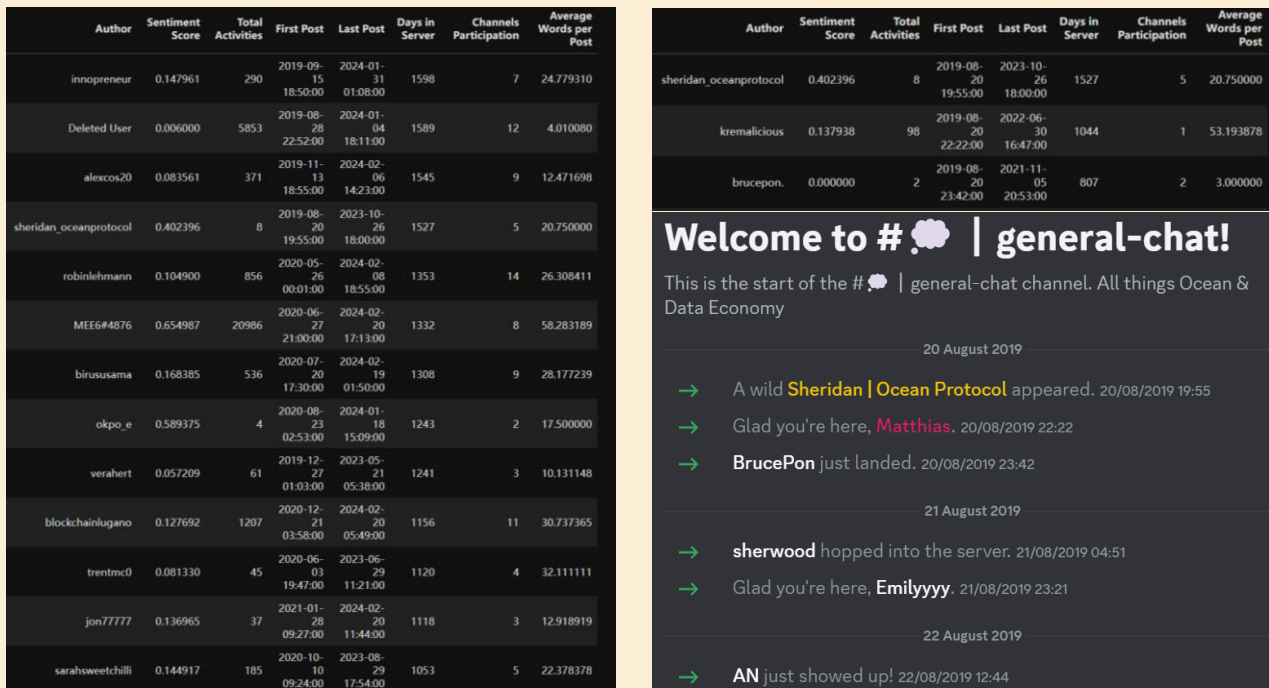 Author Sentiment Score Total Activities First Post Last Post Days in Server Channels Participation Average Words per Post
innopreneur 0.147961 290 2019-09-15 18:50:00 2024-01-31 01:08:00 1598 7 24.779310
Deleted User 0.006000 5853 2019-08-28 22:52:00 2024-01-04 18:11:00 1589 12 4.010080
alexcos20 0.083561 371 2019-11-13 18:55:00 2024-02-06 14:23:00 1545 9 12.471698
sheridan_oceanprotocol 0.402396 8 2019-08-20 19:55:00 2023-10-26 18:00:00 1527 5 20.750000
robinlehmann 0.104900 856 2020-05-26 00:01:00 2024-02-08 18:55:00 1353 14 26.308411
MEE6#4876 0.654987 20986 2020-06-27 21:00:00 2024-02-20 17:13:00 1332 8 58.283189
birususama 0.168385 536 2020-07-20 17:30:00 2024-02-19 01:50:00 1308 9 28.177239
okpo_e 0.589375 4 2020-08-23 02:53:00 2024-01-18 15:09:00 1243 2 17.500000
verahert 0.057209 61 2019-12-27 01:03:00 2023-05-21 05:38:00 1241 3 10.131148
blockchainlugano 0.127692 1207 2020-12-21 03:58:00 2024-02-20 05:49:00 1156 11 30.737365
trentmc0 0.081330 45 2020-06-03 19:47:00 2023-06-29 11:21:00 1120 4 32.111111
jon77777 0.136965 37 2021-01-28 09:27:00 2024-02-20 11:44:00 1118 3 12.918919
sarahsweetchilli 0.144917 185 2020-10-10 09:24:00 2023-08-29 17:54:00 1053 5 22.378378
Author Sentiment Score Total Activities First Post Last Post Days in Server Channels Participation Average Words per Post
sheridan_oceanprotocol 0.402396 8 2019-08-20 19:55:00 2023-10-26 18:00:00 1527 5 20.750000
kremalicious 0.137938 98 2019-08-20 22:22:00 2022-06-30 16:47:00 1044 1 53.193878
brucepon. 0.000000 2 2019-08-20 23:42:00 2021-11-05 20:53:00 807 2 3.000000
Welcome to #💭 | general-chat!
This is the start of the #💭 | general-chat channel. All things Ocean &
Data Economy
20 August 2019
A wild Sheridan | Ocean Protocol appeared. 20/08/2019 19:55
Glad you're here, Matthias. 20/08/2019 22:22
BrucePon just landed. 20/08/2019 23:42
21 August 2019
sherwood hopped into the server. 21/08/2019 04:51
Glad you're here, Emilyyyy. 21/08/2019 23:21
22 August 2019
AN just showed up! 22/08/2019 12:44